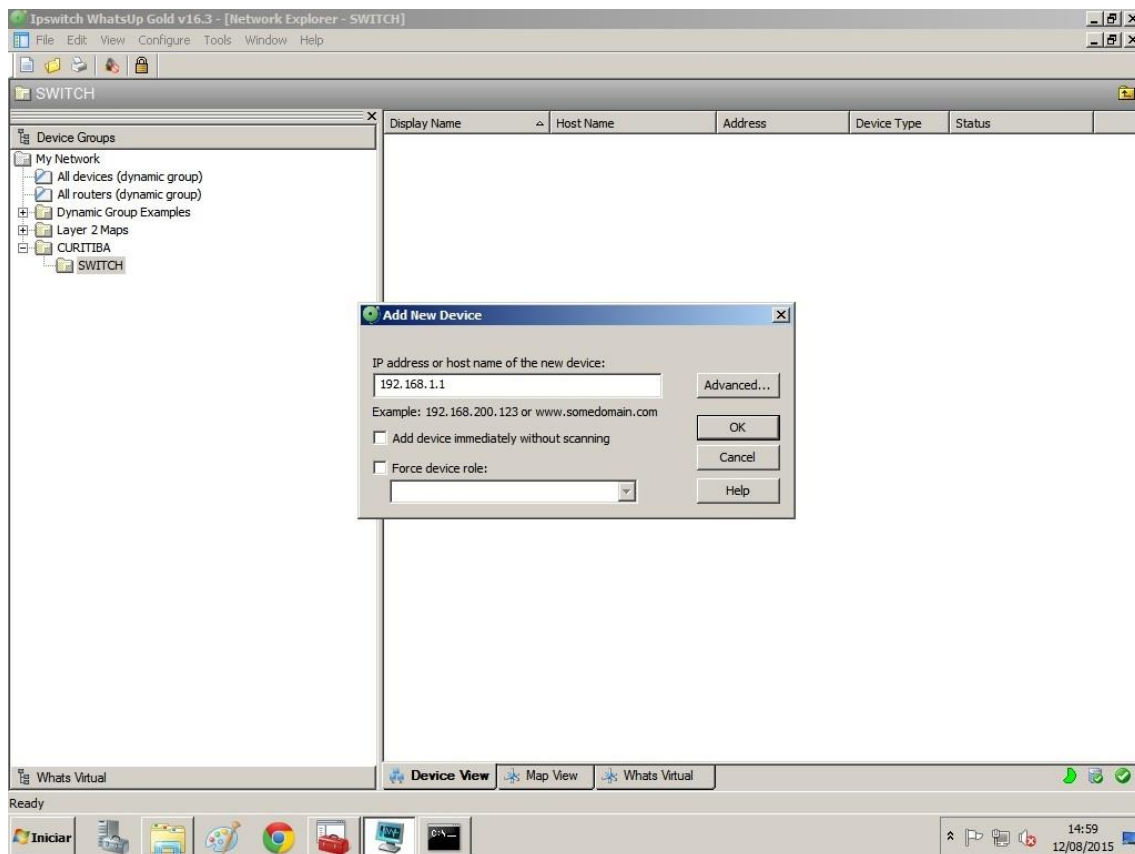 Ipswitch WhatsUp Gold v16.3 - [Network Explorer - SWITCH]
File Edit View Configure Tools Window Help
SWITCH
Device Groups
My Network
All devices (dynamic group)
All routers (dynamic group)
Dynamic Group Examples
Layer 2 Maps
CURITIBA
SWITCH
Display Name Host Name Address Device Type Status
Add New Device
IP address or host name of the new device:
192.168.1.1
Advanced...
Example: 192.168.200.123 or www.somedomain.com
Add device immediately without scanning
OK
Force device role:
Cancel
Help
Whats Virtual
Device View Map View Whats Virtual
Ready
Iniciar
C:\_
14:59
12/08/2015